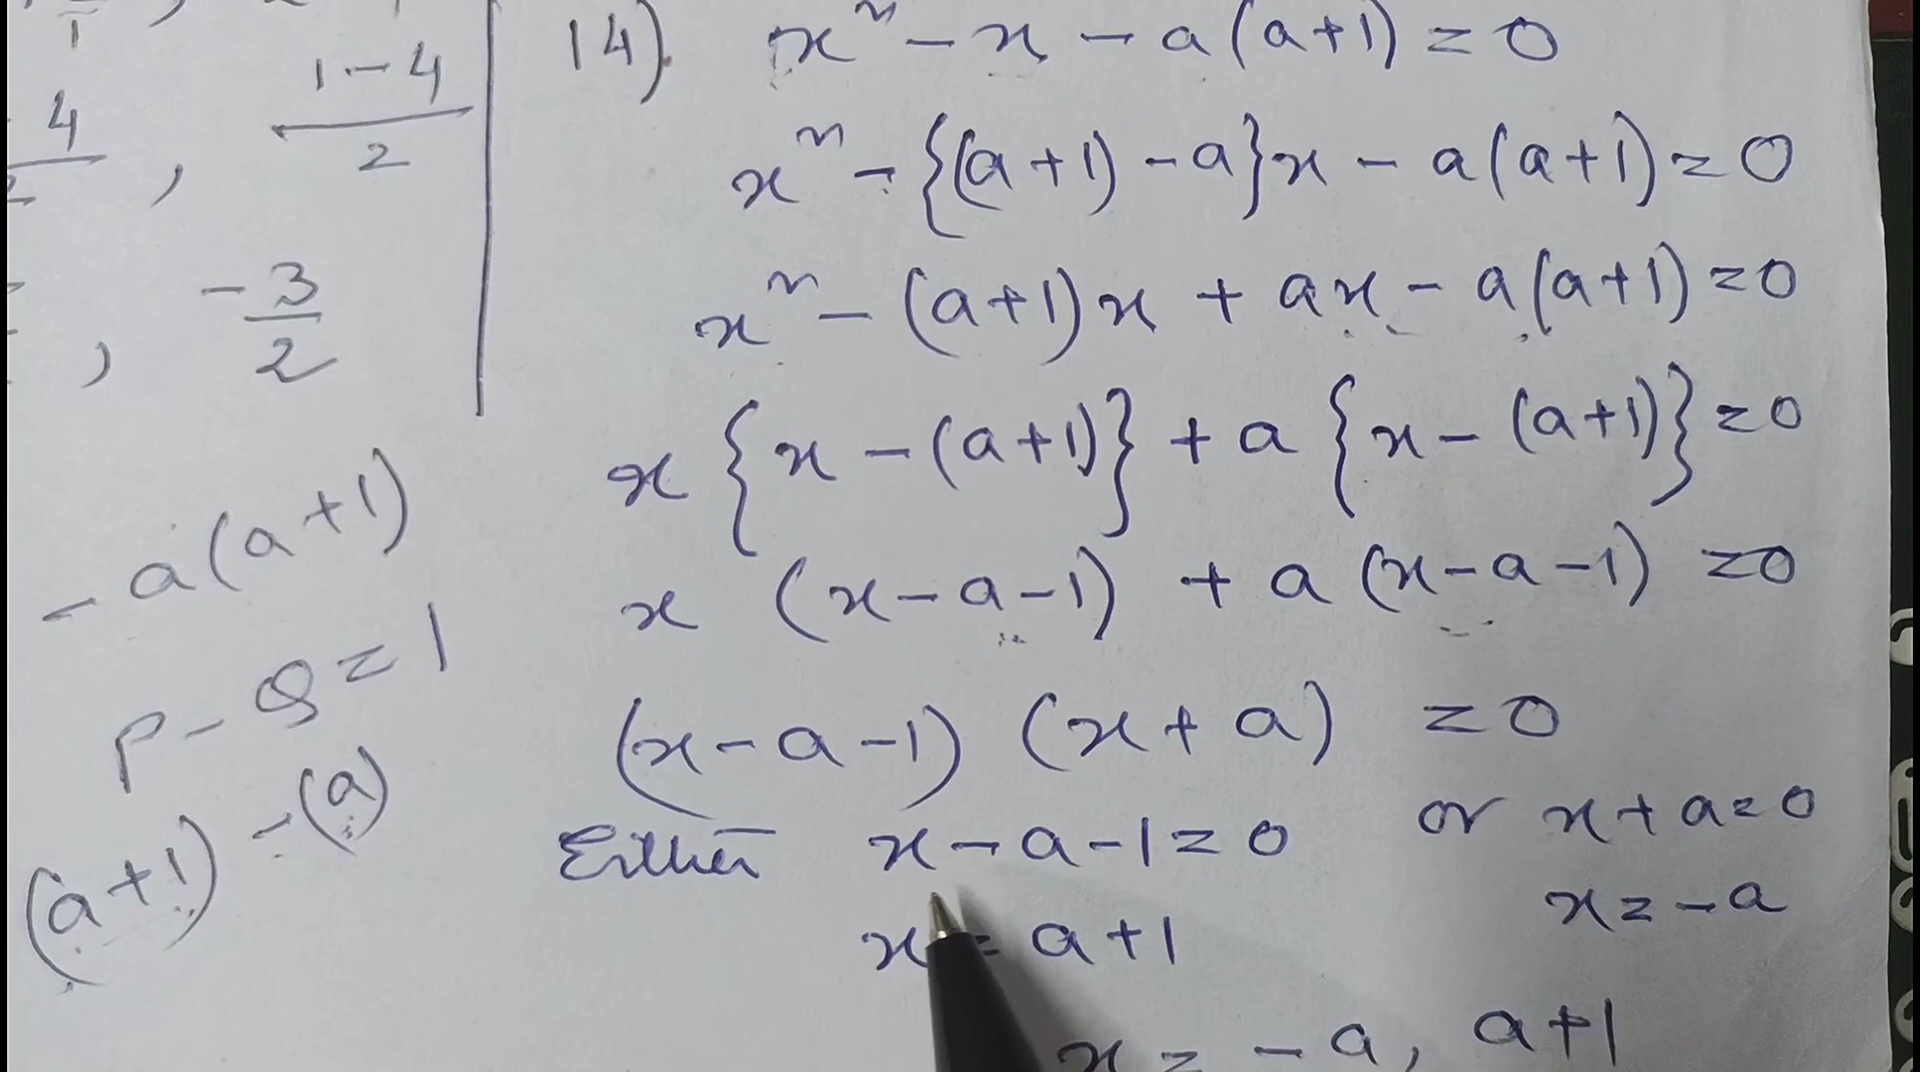 1-4
4 , ―
2
, -3/2
-a(a+1)
P-Q=1
(a+1)-(a)
14) x² - x - a(a+1) = 0
x² - {(a+1) - a}x - a(a+1) = 0
x² - (a+1)x + ax - a(a+1) = 0
x {x - (a+1)} + a {x - (a+1)} = 0
x (x-a-1) + a (x-a-1) = 0
(x-a-1) (x+a) = 0
Either x-a-1=0 or x+a=0
x = a+1 x = -a
x = -a, a+1